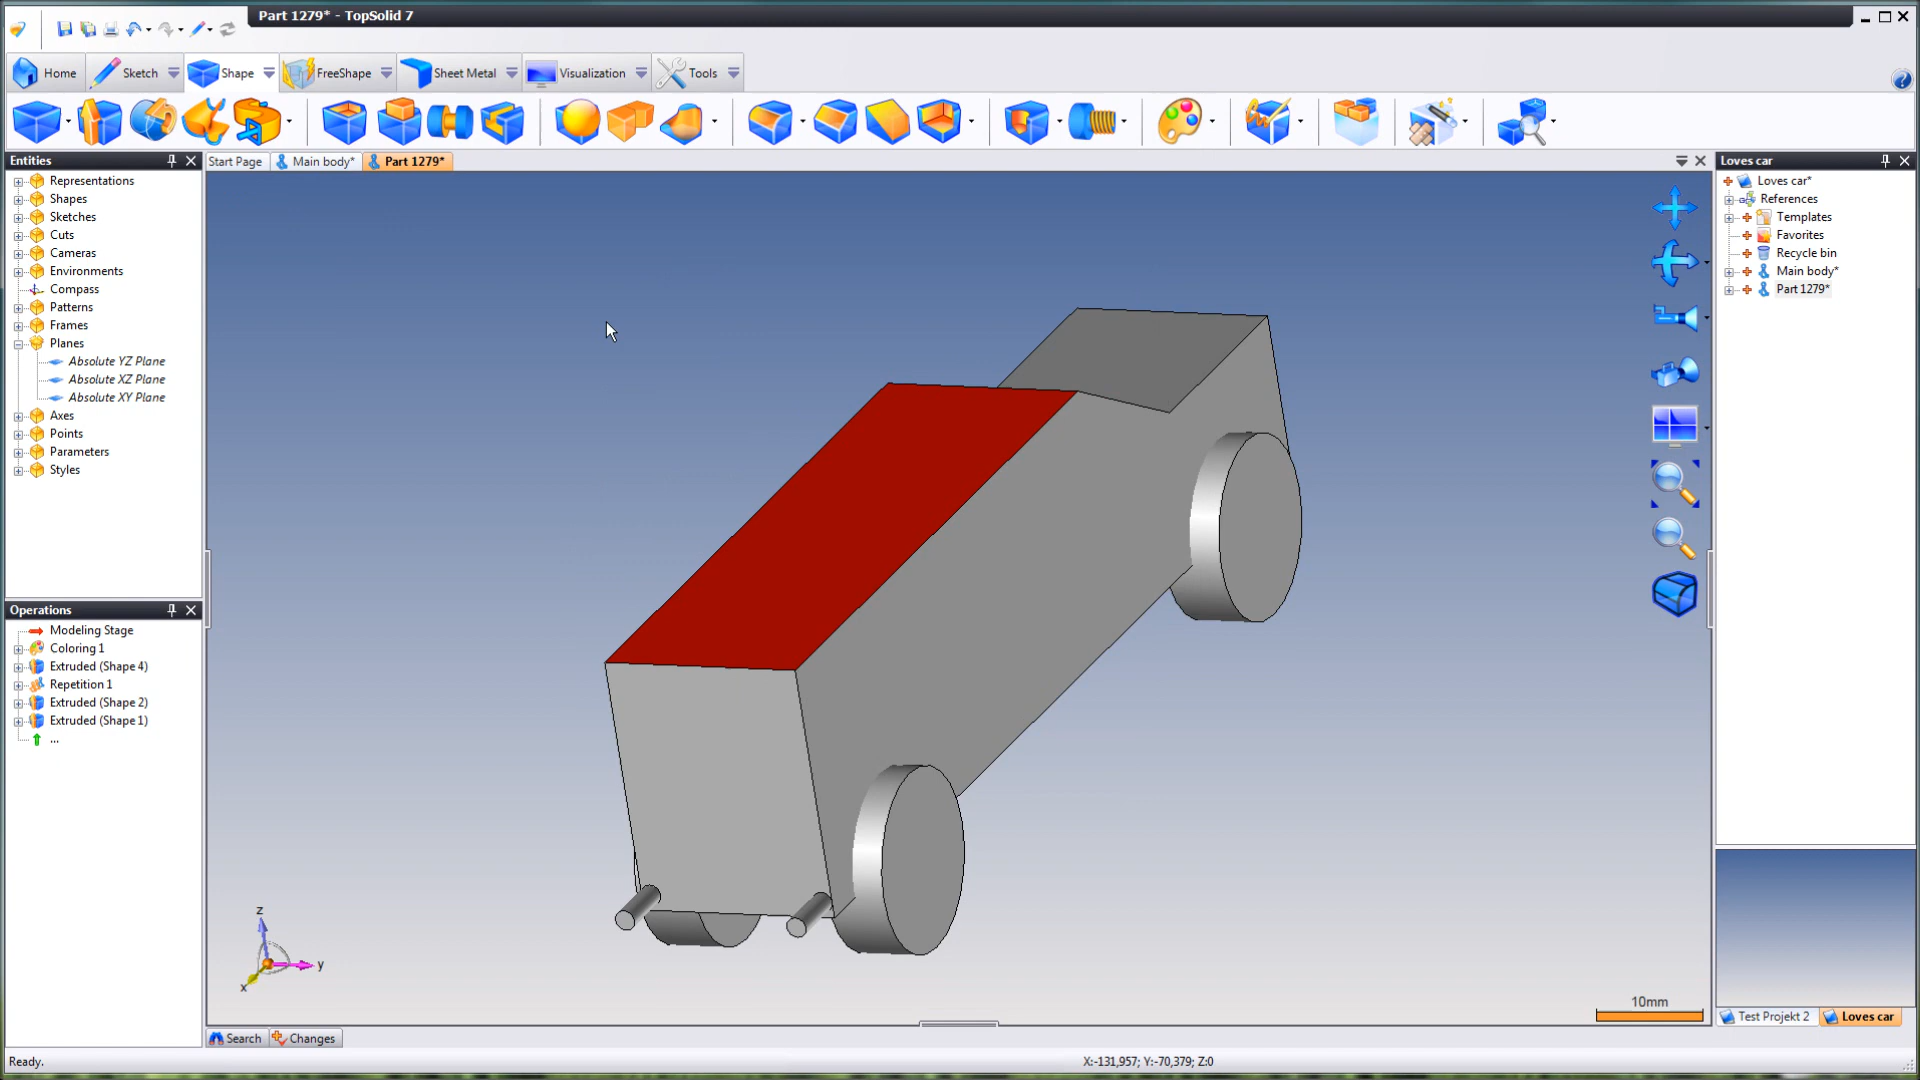 Part 1279* - TopSolid 7
Home
Sketch
Shape
FreeShape
Sheet Metal
Visualization
Tools
Entities
Start Page
Main body*
Part 1279*
Loves car
Representations
Shapes
Sketches
Cuts
Cameras
Environments
Compass
Patterns
Frames
Planes
Absolute YZ Plane
Absolute XZ Plane
Absolute XY Plane
Axes
Points
Parameters
Styles
Operations
Modeling Stage
Coloring 1
Extruded (Shape 4)
Repetition 1
Extruded (Shape 2)
Extruded (Shape 1)
...
z
y
x
10mm
Loves car*
References
Templates
Favorites
Recycle bin
Main body*
Part 1279*
Test Projekt 2
Loves car
Search
Changes
Ready.
X:-131,957; Y:-70,379; Z:0